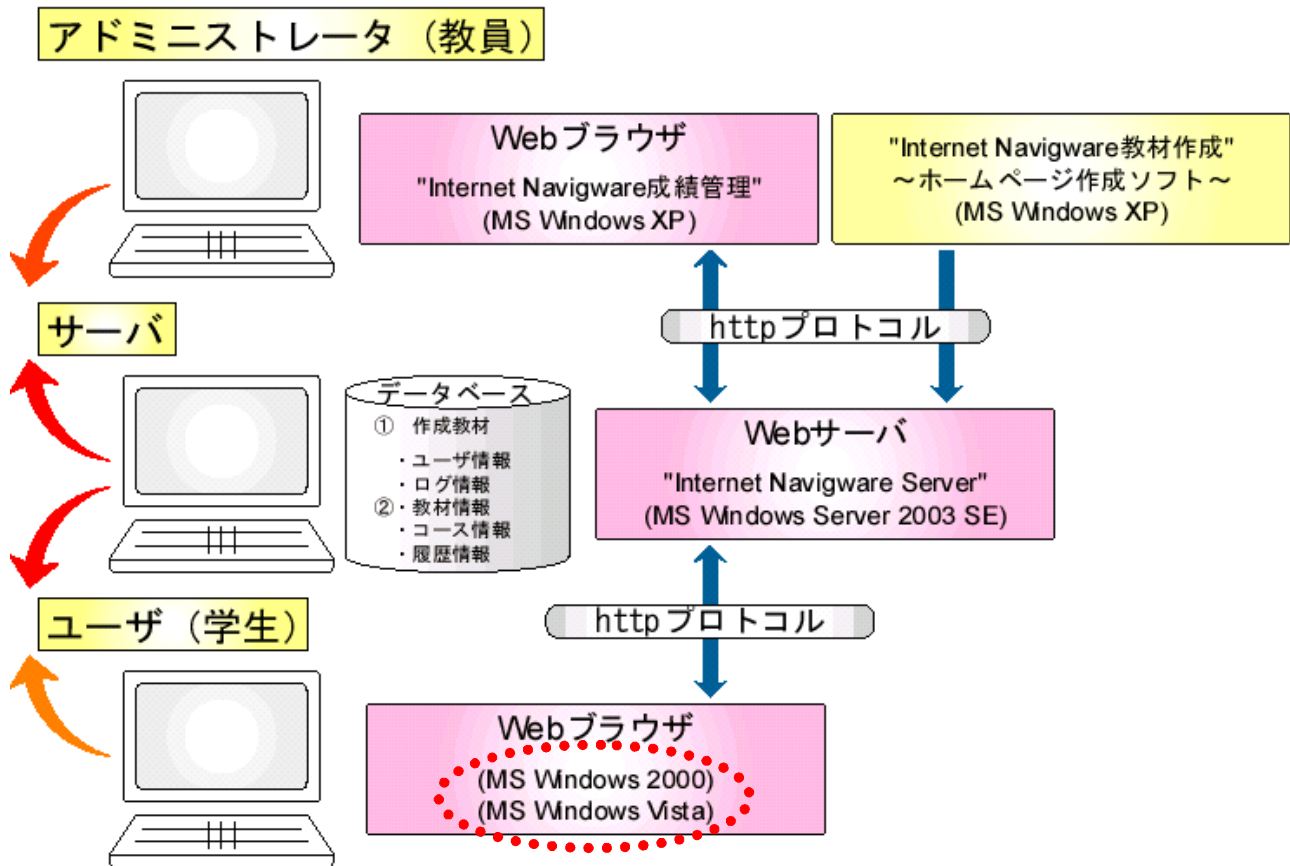 アドミニストレータ（教員）
Webブラウザ
"Internet Navigware成績管理"
(MS Windows XP)
"Internet Navigware教材作成"
～ホームページ作成ソフト～
(MS Windows XP)
httpプロトコル
サーバ
データベース
① 作成教材
・ユーザ情報
・ログ情報
②・教材情報
・コース情報
・履歴情報
Webサーバ
"Internet Navigware Server"
(MS Windows Server 2003 SE)
httpプロトコル
ユーザ（学生）
Webブラウザ
(MS Windows 2000)
(MS Windows Vista)